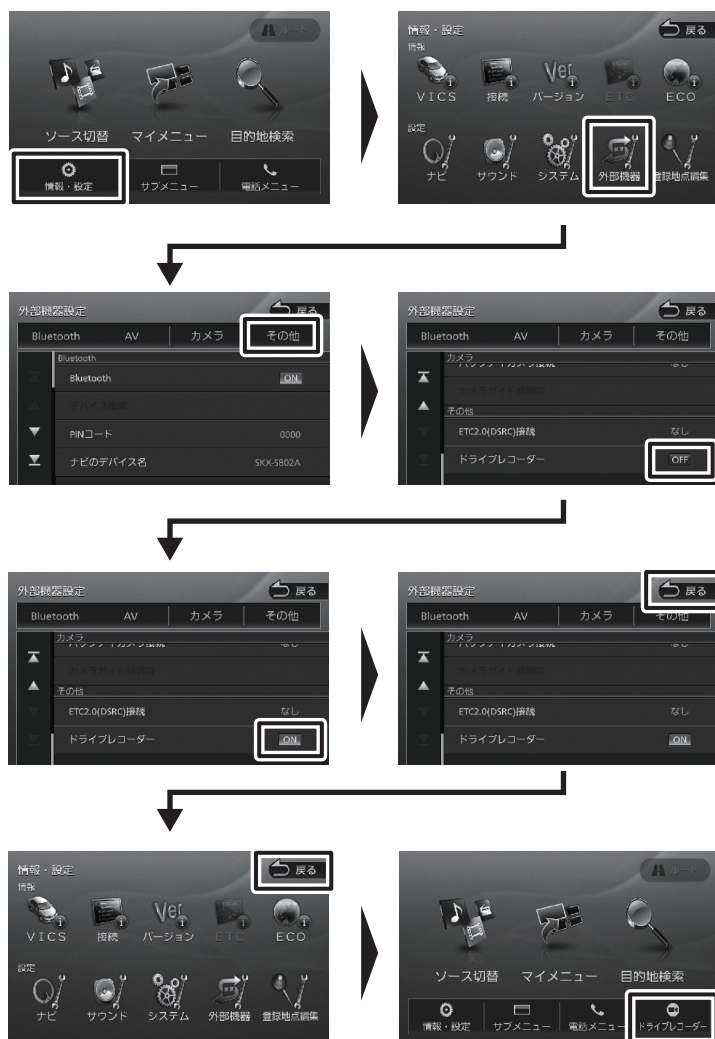 ルート
ソース切替 マイメニュー 目的地検索
情報・設定 サブメニュー 電話メニュー
情報・設定 戻る
情報
VICS 接続 バージョン ETC ECO
設定
ナビ サウンド システム 外部機器 登録地点編集
外部機器設定 戻る
Bluetooth AV カメラ その他
Bluetooth
Bluetooth ON
デバイス接続
PINコード 0000
ナビのデバイス名 SKX-S802A
外部機器設定 戻る
Bluetooth AV カメラ その他
カメラ
その他
ETC2.0(DSRC)接続 なし
ドライブレコーダー OFF
外部機器設定 戻る
Bluetooth AV カメラ その他
カメラ
その他
ETC2.0(DSRC)接続 なし
ドライブレコーダー ON
外部機器設定 戻る
Bluetooth AV カメラ その他
カメラ
その他
ETC2.0(DSRC)接続 なし
ドライブレコーダー ON
情報・設定 戻る
情報
VICS 接続 バージョン ETC ECO
設定
ナビ サウンド システム 外部機器 登録地点編集
ルート
ソース切替 マイメニュー 目的地検索
情報・設定 サブメニュー 電話メニュー ドライブレコーダー